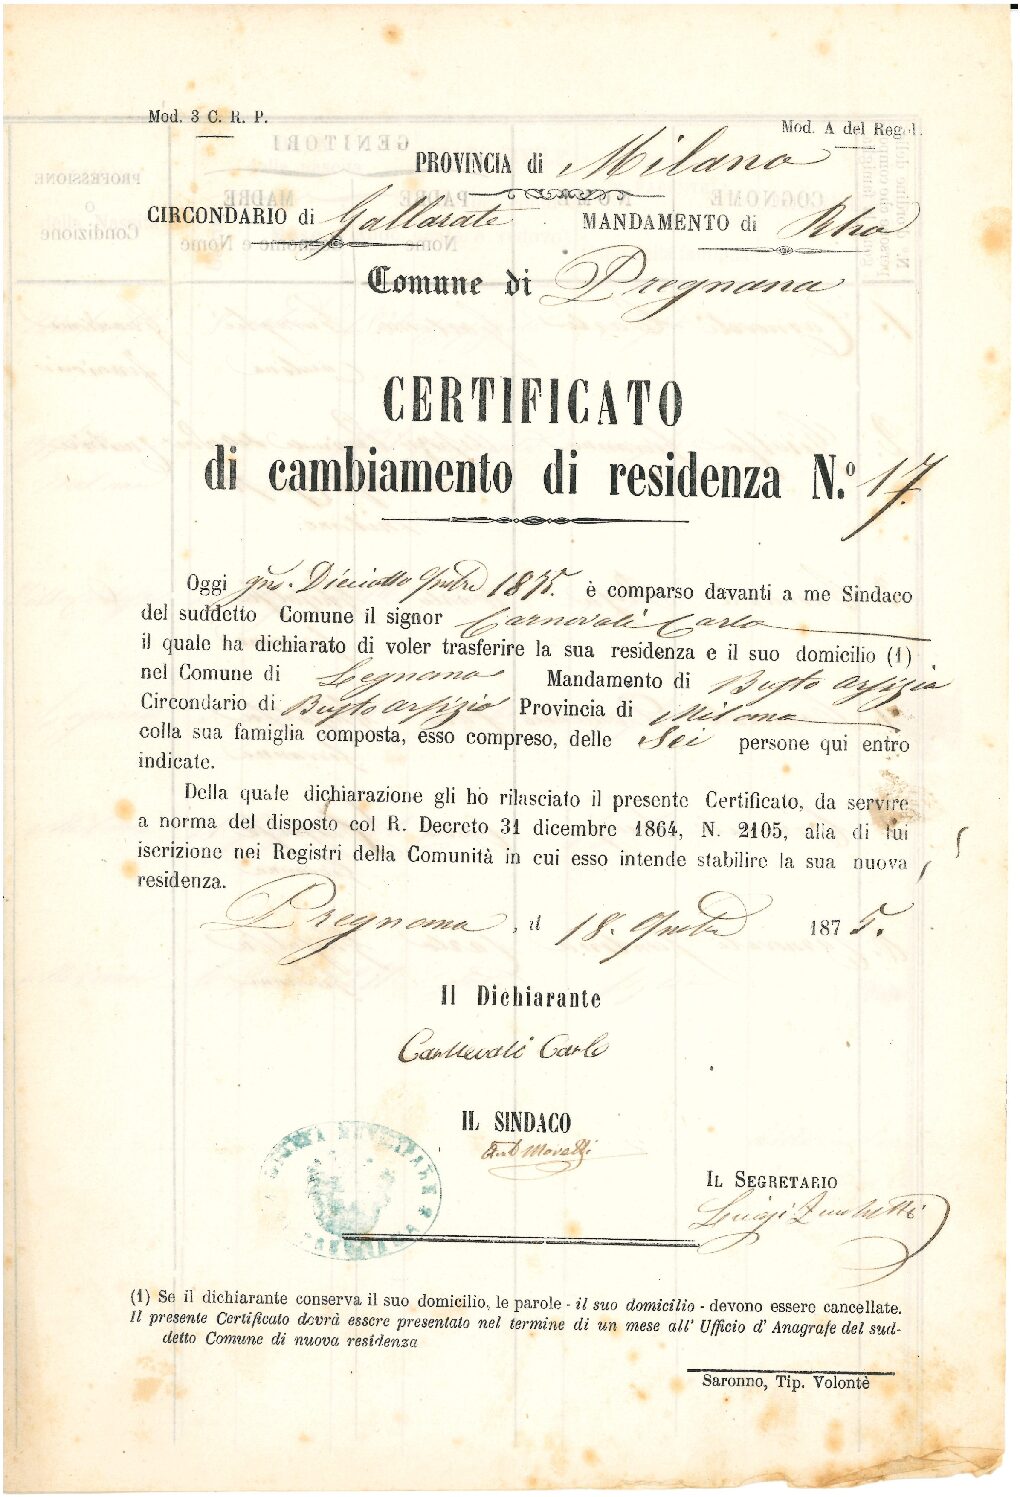 Mod. 3 C. R. P.
Mod. A del Regol.
PROVINCIA di Milano
CIRCONDARIO di Gallarate MANDAMENTO di Rho
Comune di Pregnana
CERTIFICATO
di cambiamento di residenza N.º 17.
Oggi Dieciotto 1875. è comparso davanti a me Sindaco
del suddetto Comune il signor Carnovali Carlo
il quale ha dichiarato di voler trasferire la sua residenza e il suo domicilio (1)
nel Comune di Legnano Mandamento di Busto Arsizio
Circondario di Busto Arsizio Provincia di Milano
colla sua famiglia composta, esso compreso, delle Sei persone qui entro
indicate.
Della quale dichiarazione gli ho rilasciato il presente Certificato, da servire
a norma del disposto col R. Decreto 31 dicembre 1864, N. 2105, alla di lui
iscrizione nei Registri della Comunità in cui esso intende stabilire la sua nuova
residenza.
Pregnana, il 18. 1875.
Il Dichiarante
Carlo
IL SINDACO
IL SEGRETARIO
Luigi
(1) Se il dichiarante conserva il suo domicilio, le parole - il suo domicilio - devono essere cancellate.
Il presente Certificato dovrà essere presentato nel termine di un mese all' Ufficio d' Anagrafe del sud-
detto Comune di nuova residenza
Saronno, Tip. Volontè